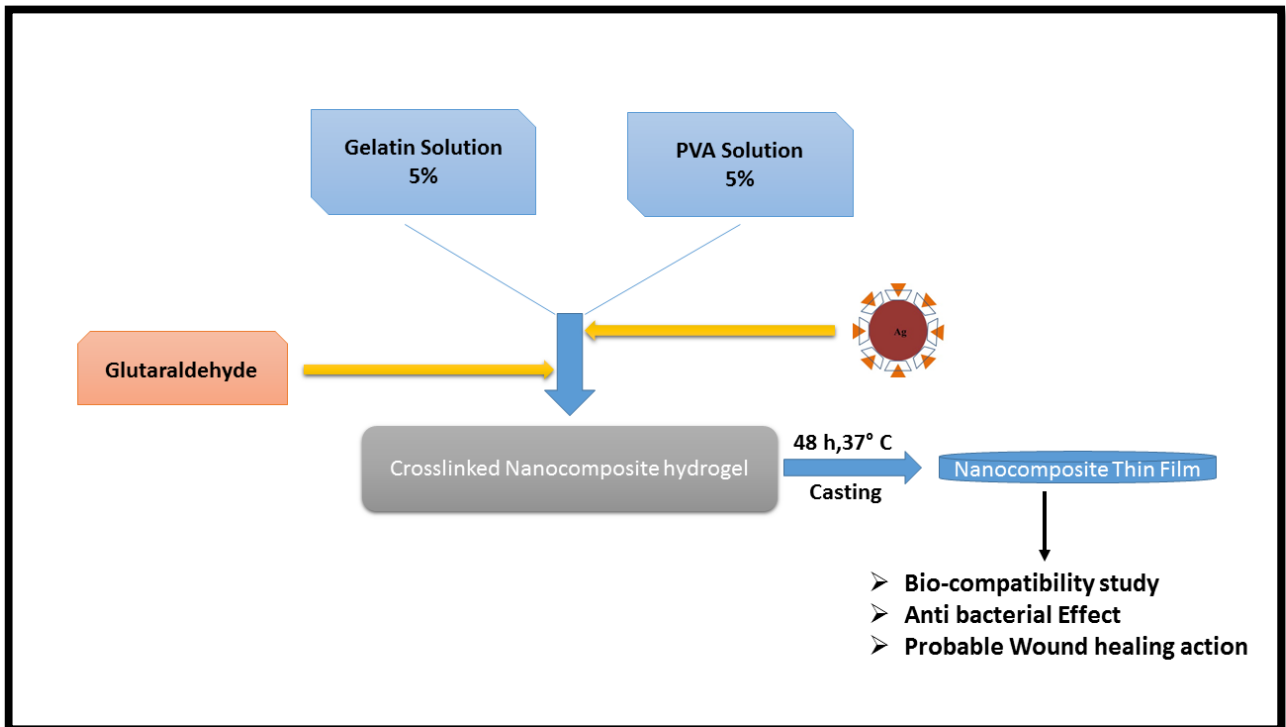 Gelatin Solution
5%
PVA Solution
5%
Ag
Glutaraldehyde
Crosslinked Nanocomposite hydrogel
48 h,37° C
Casting
Nanocomposite Thin Film
Bio-compatibility study
Anti bacterial Effect
Probable Wound healing action